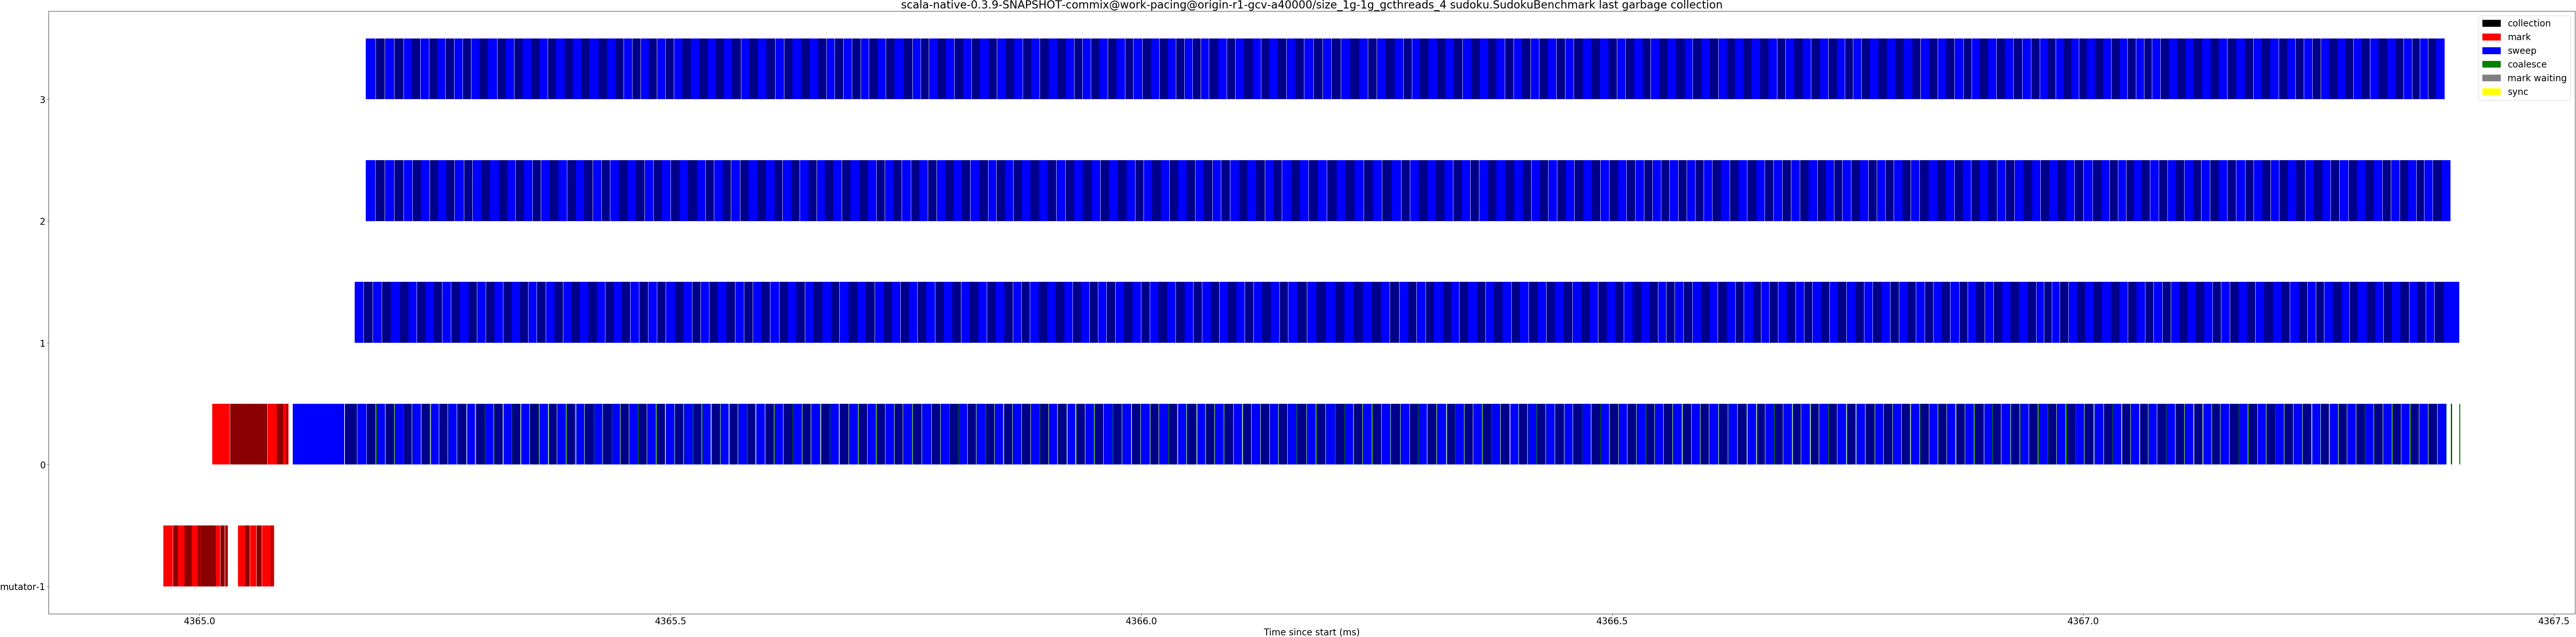 scala-native-0.3.9-SNAPSHOT-commix@work-pacing@origin-r1-gcv-a40000/size_1g-1g_gcthreads_4 sudoku.SudokuBenchmark last garbage collection
collection
mark
sweep
coalesce
mark waiting
sync
3
2
1
0
mutator-1
4365.0 4365.5 4366.0 4366.5 4367.0 4367.5
Time since start (ms)